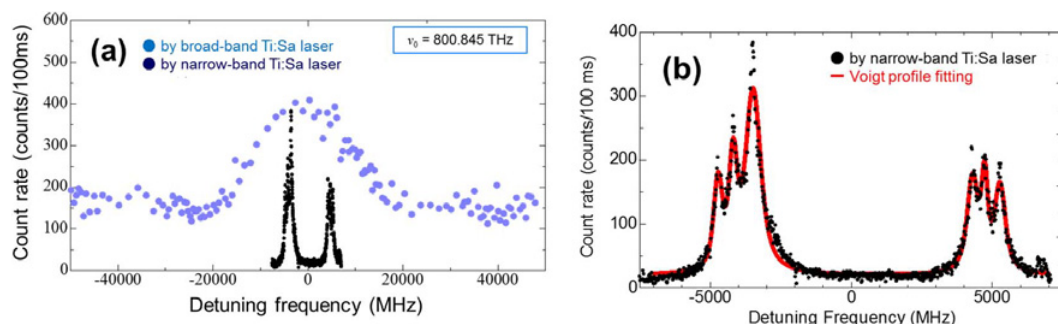 600
500
400
300
200
100
0
-40000
-20000
0
20000
40000
Count rate (counts/100ms)
Detuning frequency (MHz)
(a)
by broad-band Ti:Sa laser
by narrow-band Ti:Sa laser
ν₀ = 800.845 THz
400
300
200
100
0
-5000
0
5000
Count rate (counts/100 ms)
Detuning Frequency (MHz)
(b)
by narrow-band Ti:Sa laser
Voigt profile fitting